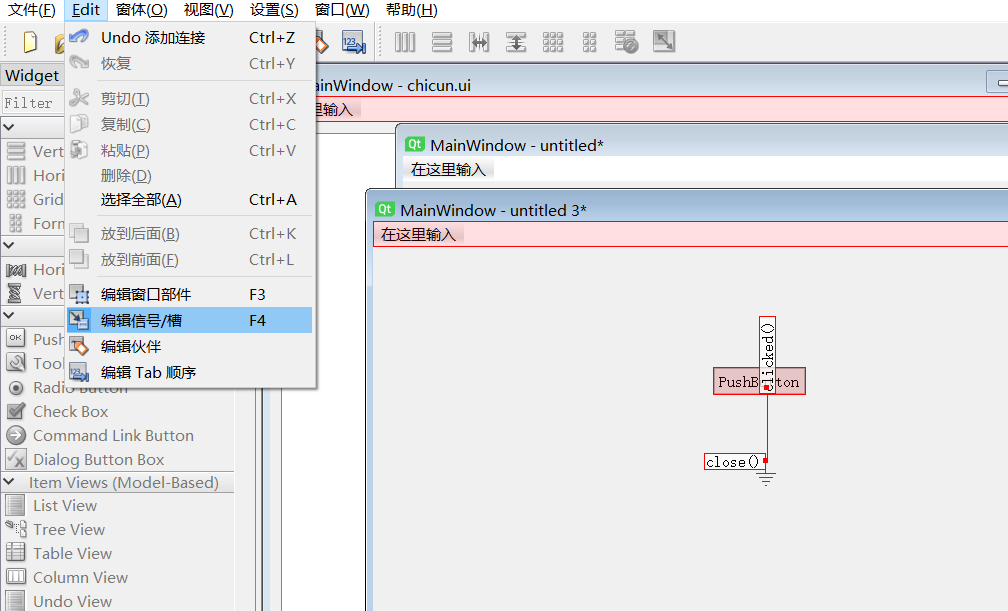 文件(F) Edit 窗体(O) 视图(V) 设置(S) 窗口(W) 帮助(H)
Undo 添加连接 Ctrl+Z
恢复 Ctrl+Y
剪切(T) Ctrl+X
复制(C) Ctrl+C
粘贴(P) Ctrl+V
删除(D)
选择全部(A) Ctrl+A
放到后面(B) Ctrl+K
放到前面(F) Ctrl+L
编辑窗口部件 F3
编辑信号/槽 F4
编辑伙伴
编辑 Tab 顺序
Widget
Filter
Vert
Hori
Grid
Form
Hori
Vert
Push
Tool
Radio Button
Check Box
Command Link Button
Dialog Button Box
Item Views (Model-Based)
List View
Tree View
Table View
Column View
Undo View
ainWindow - chicun.ui
里输入
Qt MainWindow - untitled*
在这里输入
Qt MainWindow - untitled 3*
在这里输入
clicked()
PushButton
close()